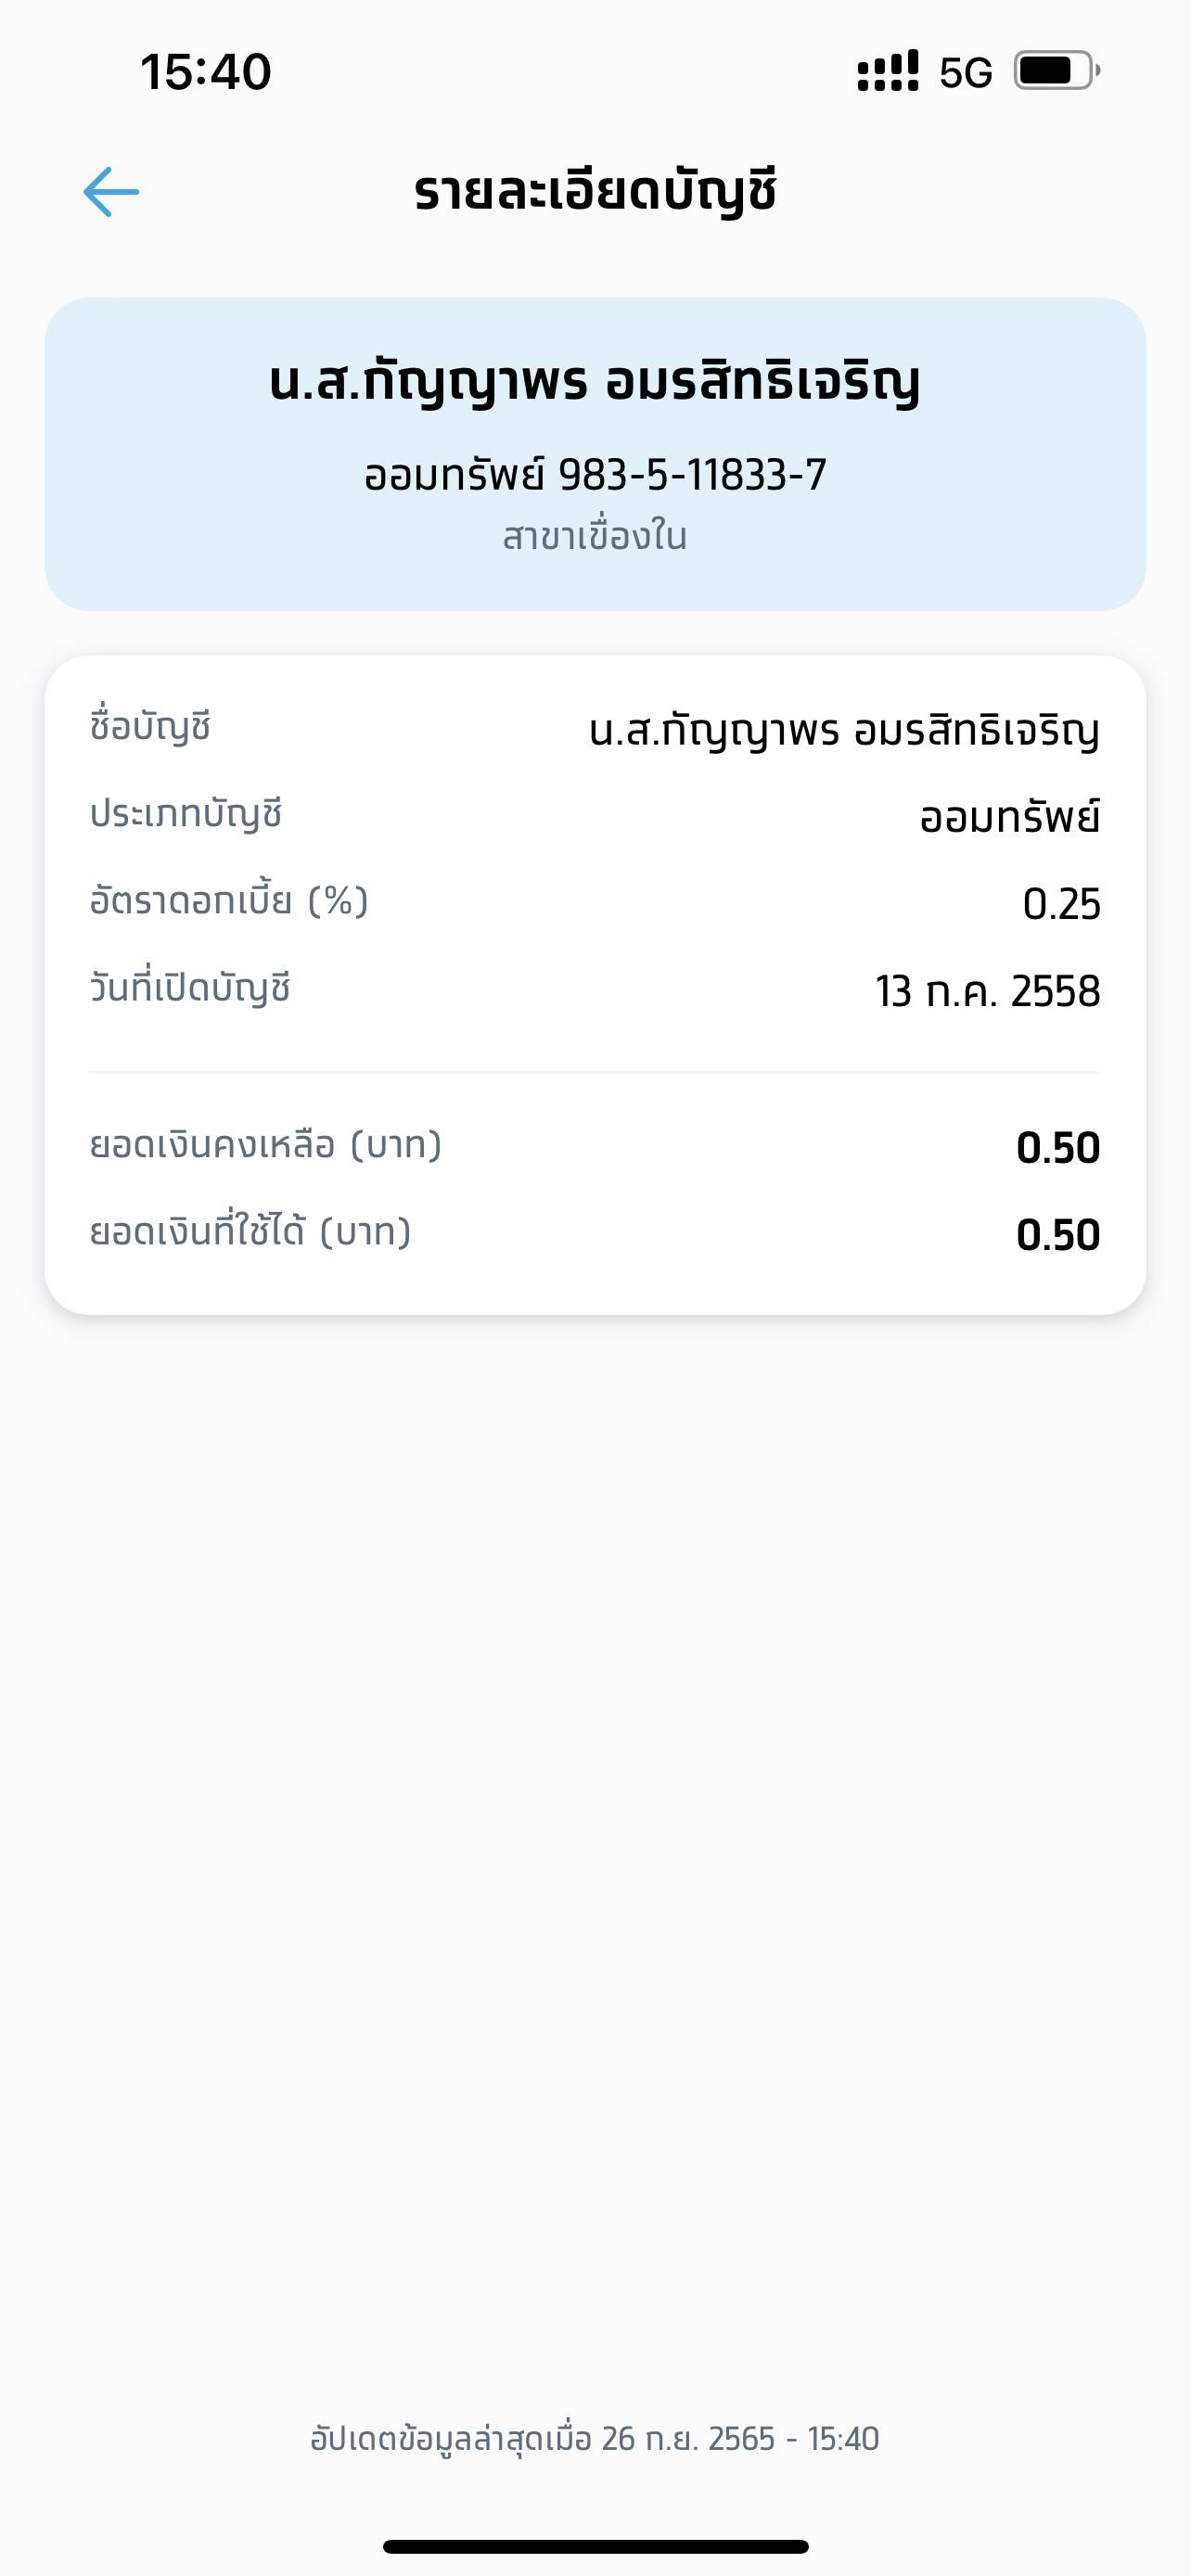 15:40 5G
รายละเอียดบัญชี
น.ส.กัญญาพร อมรสิทธิเจริญ
ออมทรัพย์ 983-5-11833-7
สาขาเขื่องใน
ชื่อบัญชี น.ส.กัญญาพร อมรสิทธิเจริญ
ประเภทบัญชี ออมทรัพย์
อัตราดอกเบี้ย (%) 0.25
วันที่เปิดบัญชี 13 ก.ค. 2558
ยอดเงินคงเหลือ (บาท) 0.50
ยอดเงินที่ใช้ได้ (บาท) 0.50
อัปเดตข้อมูลล่าสุดเมื่อ 26 ก.ย. 2565 - 15:40